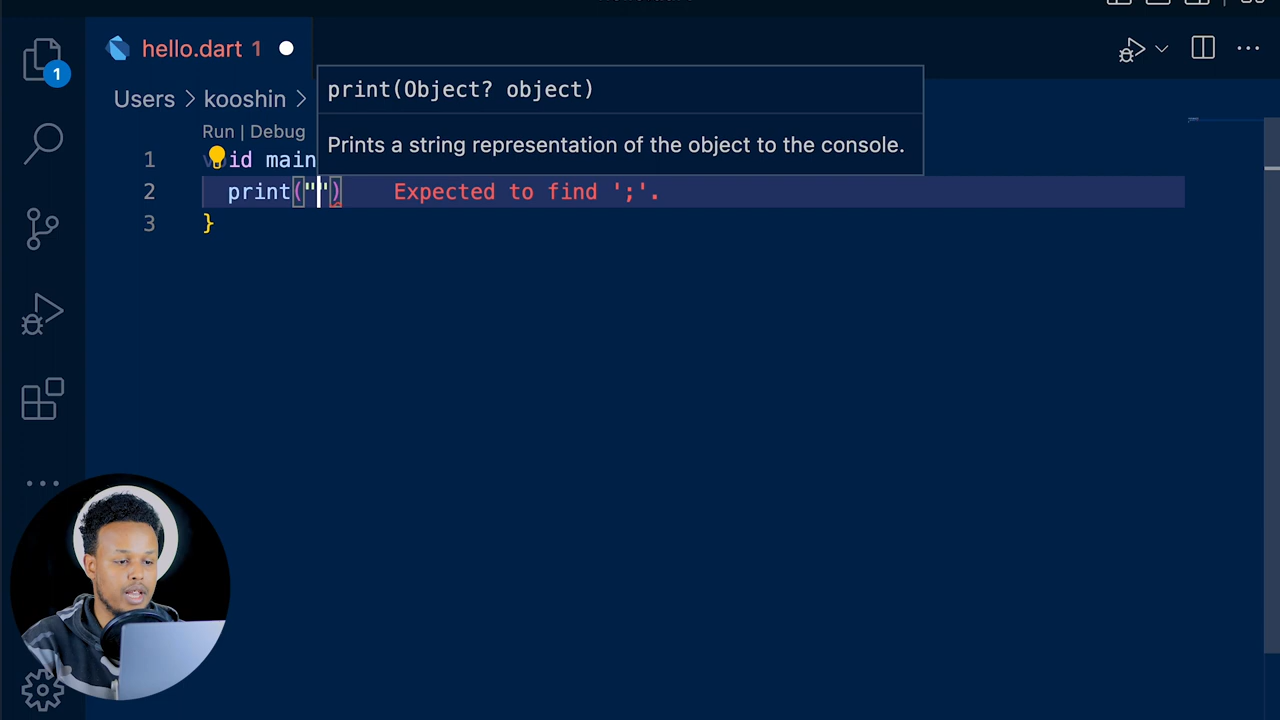 hello.dart 1
1
print(Object? object)
Users > kooshin >
Run | Debug
Prints a string representation of the object to the console.
1 void main
2 print("") Expected to find ';'.
3 }